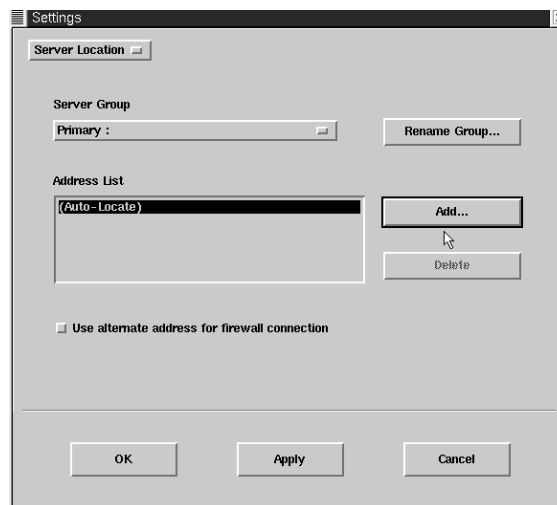 Settings
Server Location
Server Group
Primary :
Rename Group...
Address List
(Auto-Locate)
Add...
Delete
Use alternate address for firewall connection
OK
Apply
Cancel